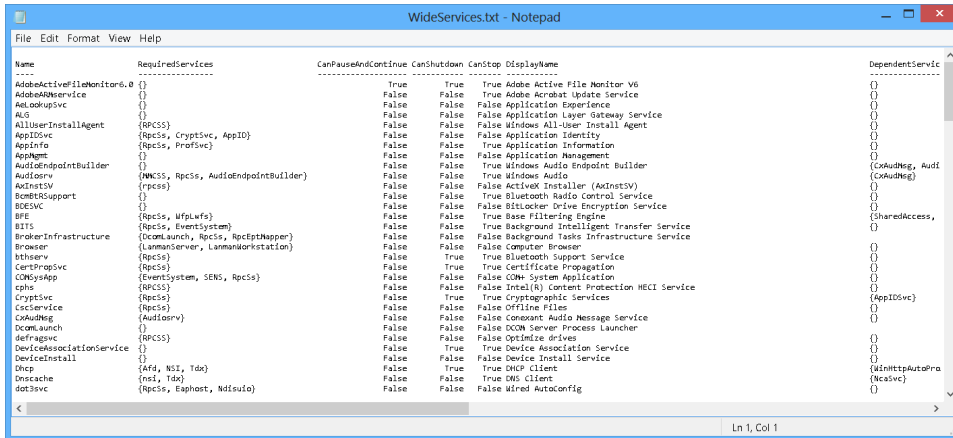 WideServices.txt - Notepad
File Edit Format View Help
Name RequiredServices CanPauseAndContinue CanShutdown CanStop DisplayName DependentServic
---- ---------------- ------------------- ----------- ------- ----------- ---------------
AdobeActiveFileMonitor6.0 {} True True True Adobe Active File Monitor V6 {}
AdobeARMservice {} False False True Adobe Acrobat Update Service {}
AeLookupSvc {} False False False Application Experience {}
ALG {} False False False Application Layer Gateway Service {}
AllUserInstallAgent {RPCSS} False False False Windows All-User Install Agent {}
AppIDSvc {RpcSs, CryptSvc, AppID} False False False Application Identity {}
Appinfo {RpcSs, ProfSvc} False False True Application Information {}
AppMgmt {} False False False Application Management {}
AudioEndpointBuilder {} False False True Windows Audio Endpoint Builder {CxAudMsg, Audi
Audiosrv {MMCSS, RpcSs, AudioEndpointBuilder} False False True Windows Audio {CxAudMsg}
AxInstSV {rpcss} False False False ActiveX Installer (AxInstSV) {}
BcmBtRSupport {} False False True Bluetooth Radio Control Service {}
BDESVC {} False False False BitLocker Drive Encryption Service {}
BFE {RpcSs, WfpLwfs} False False True Base Filtering Engine {SharedAccess,
BITS {RpcSs, EventSystem} False False True Background Intelligent Transfer Service {}
BrokerInfrastructure {DcomLaunch, RpcSs, RpcEptMapper} False False False Background Tasks Infrastructure Service
Browser {LanmanServer, LanmanWorkstation} False False False Computer Browser {}
bthserv {RpcSs} False True True Bluetooth Support Service {}
CertPropSvc {RpcSs} False True True Certificate Propagation {}
COMSysApp {EventSystem, SENS, RpcSs} False False False COM+ System Application {}
cphs {RPCSS} False False False Intel(R) Content Protection HECI Service {}
CryptSvc {RpcSs} False True True Cryptographic Services {AppIDSvc}
CscService {RpcSs} False False False Offline Files {}
CxAudMsg {Audiosrv} False False False Conexant Audio Message Service {}
DcomLaunch {} False False False DCOM Server Process Launcher
defragsvc {RPCSS} False False False Optimize drives {}
DeviceAssociationService {} False True True Device Association Service {}
DeviceInstall {} False False False Device Install Service {}
Dhcp {Afd, NSI, Tdx} False True True DHCP Client {WinHttpAutoPro
Dnscache {nsi, Tdx} False False True DNS Client {NcaSvc}
dot3svc {RpcSs, Eaphost, Ndisuio} False False False Wired AutoConfig {}
Ln 1, Col 1